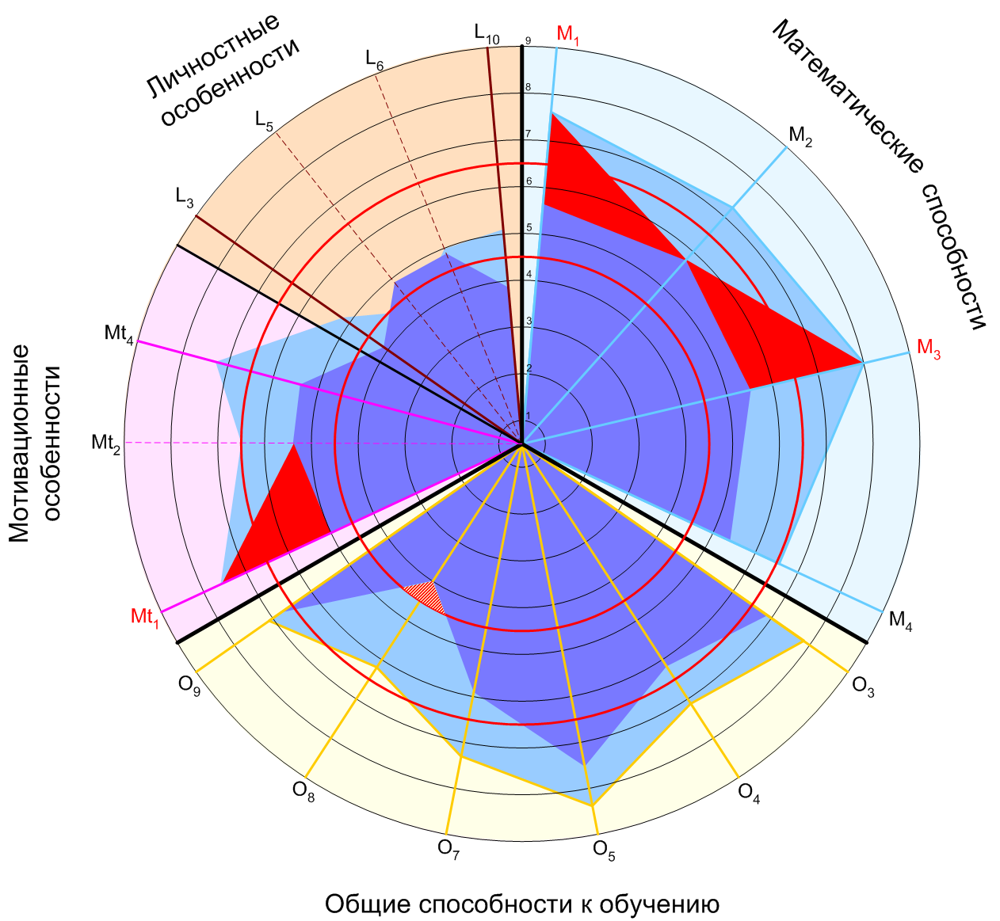 Личностные
особенности
Математические способности
Мотивационные
особенности
Общие способности к обучению
L10
M1
L6
L5
M2
L3
Mt4
M3
Mt2
Mt1
M4
O9
O3
O8
O4
O7
O5
9
8
7
6
5
4
3
2
1